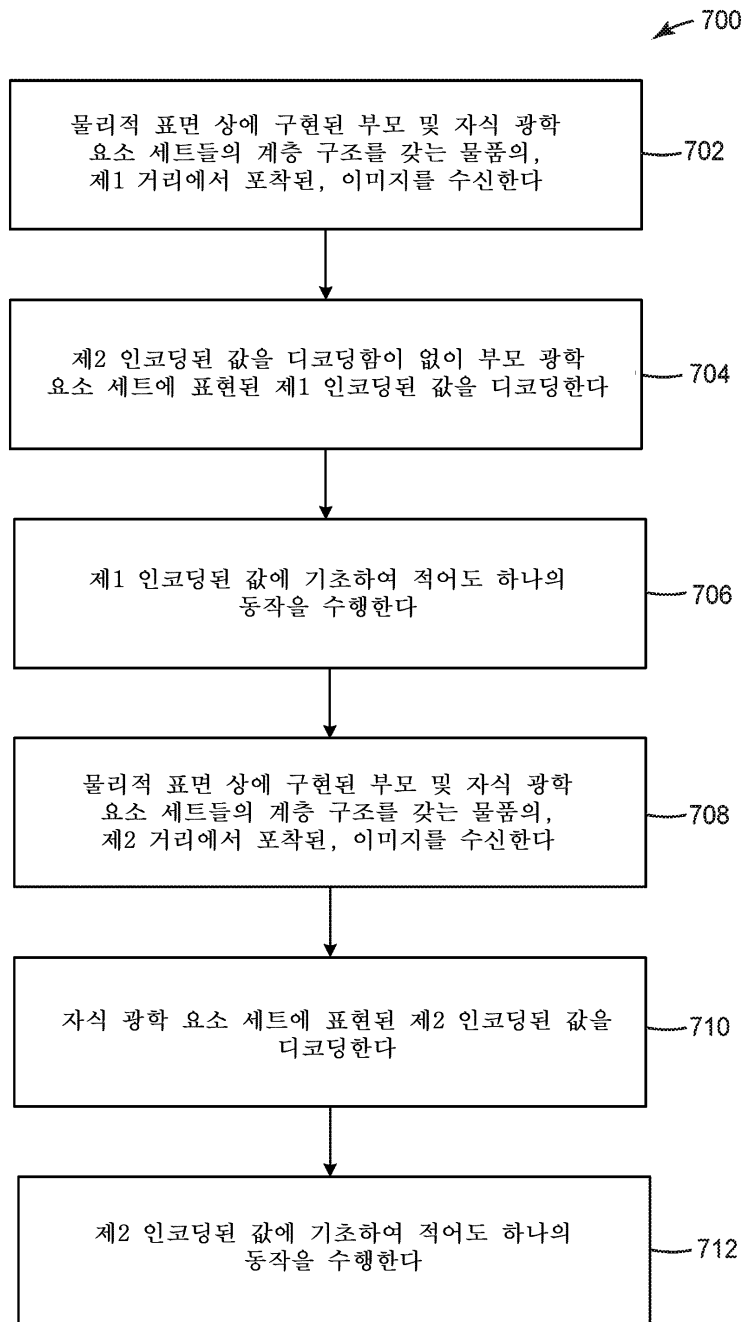 700
물리적 표면 상에 구현된 부모 및 자식 광학
요소 세트들의 계층 구조를 갖는 물품의,
제1 거리에서 포착된, 이미지를 수신한다
702
제2 인코딩된 값을 디코딩함이 없이 부모 광학
요소 세트에 표현된 제1 인코딩된 값을 디코딩한다
704
제1 인코딩된 값에 기초하여 적어도 하나의
동작을 수행한다
706
물리적 표면 상에 구현된 부모 및 자식 광학
요소 세트들의 계층 구조를 갖는 물품의,
제2 거리에서 포착된, 이미지를 수신한다
708
자식 광학 요소 세트에 표현된 제2 인코딩된 값을
디코딩한다
710
제2 인코딩된 값에 기초하여 적어도 하나의
동작을 수행한다
712